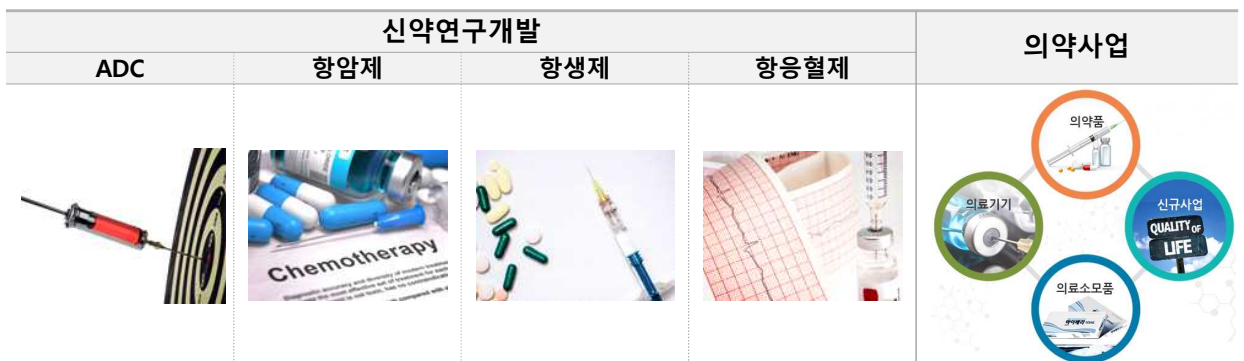 신약연구개발
의약사업
ADC
항암제
항생제
항응혈제
Chemotherapy
의약품
의료기기
신규사업
QUALITY OF
LIFE
의료소모품